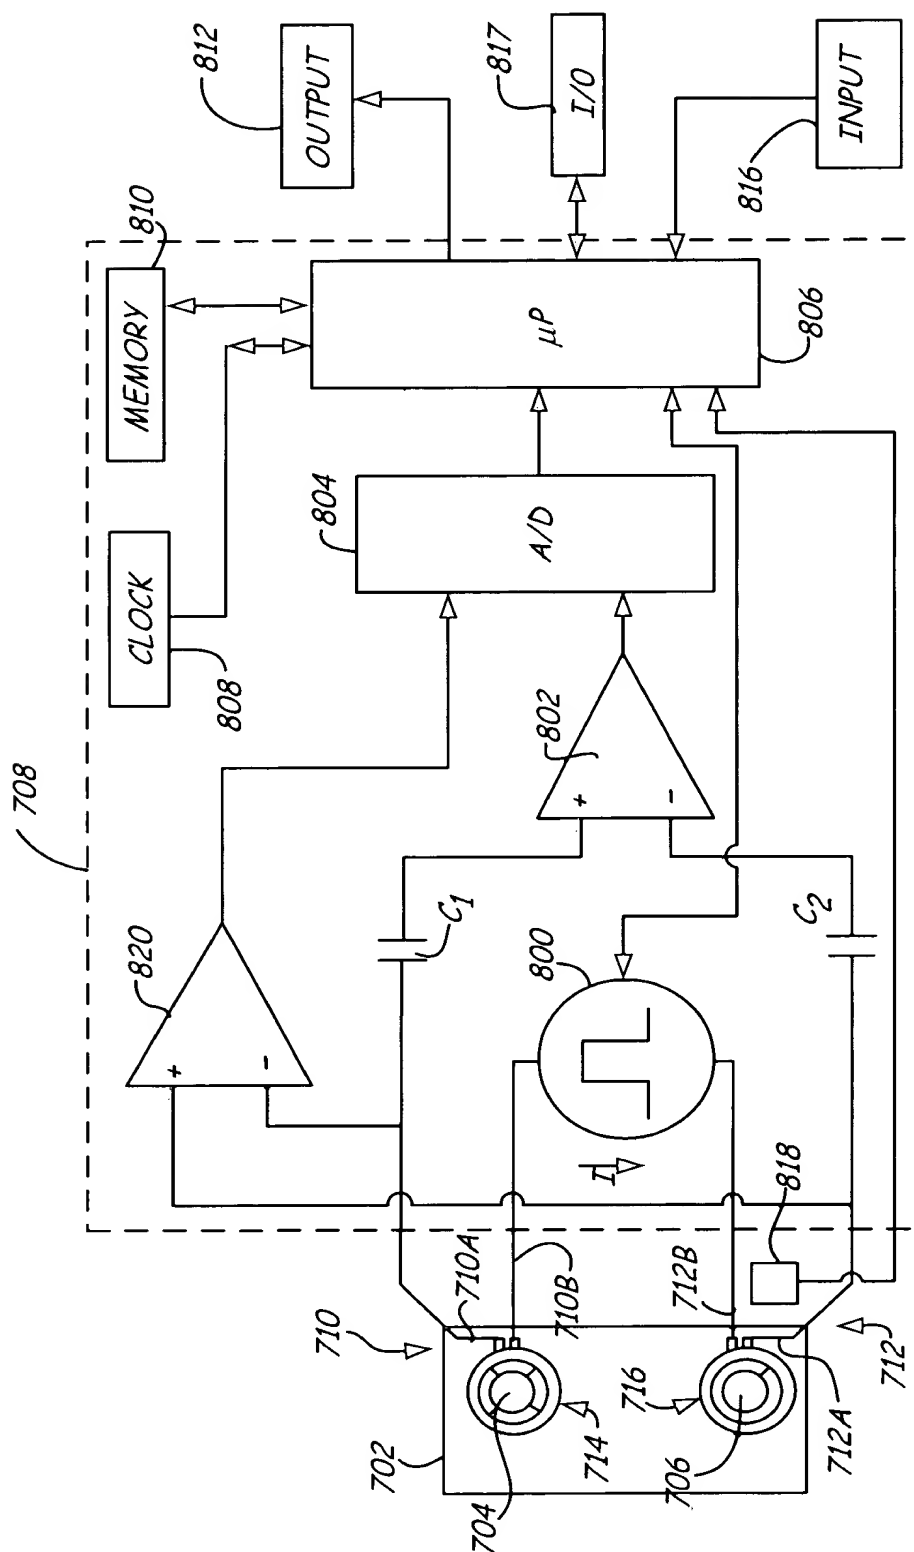 708
CLOCK
808
MEMORY
810
OUTPUT
812
I/O
817
INPUT
816
μP
806
A/D
804
820
+
-
C1
802
+
-
800
C2
I
818
710
710A
710B
712B
712
712A
702
704
714
716
706